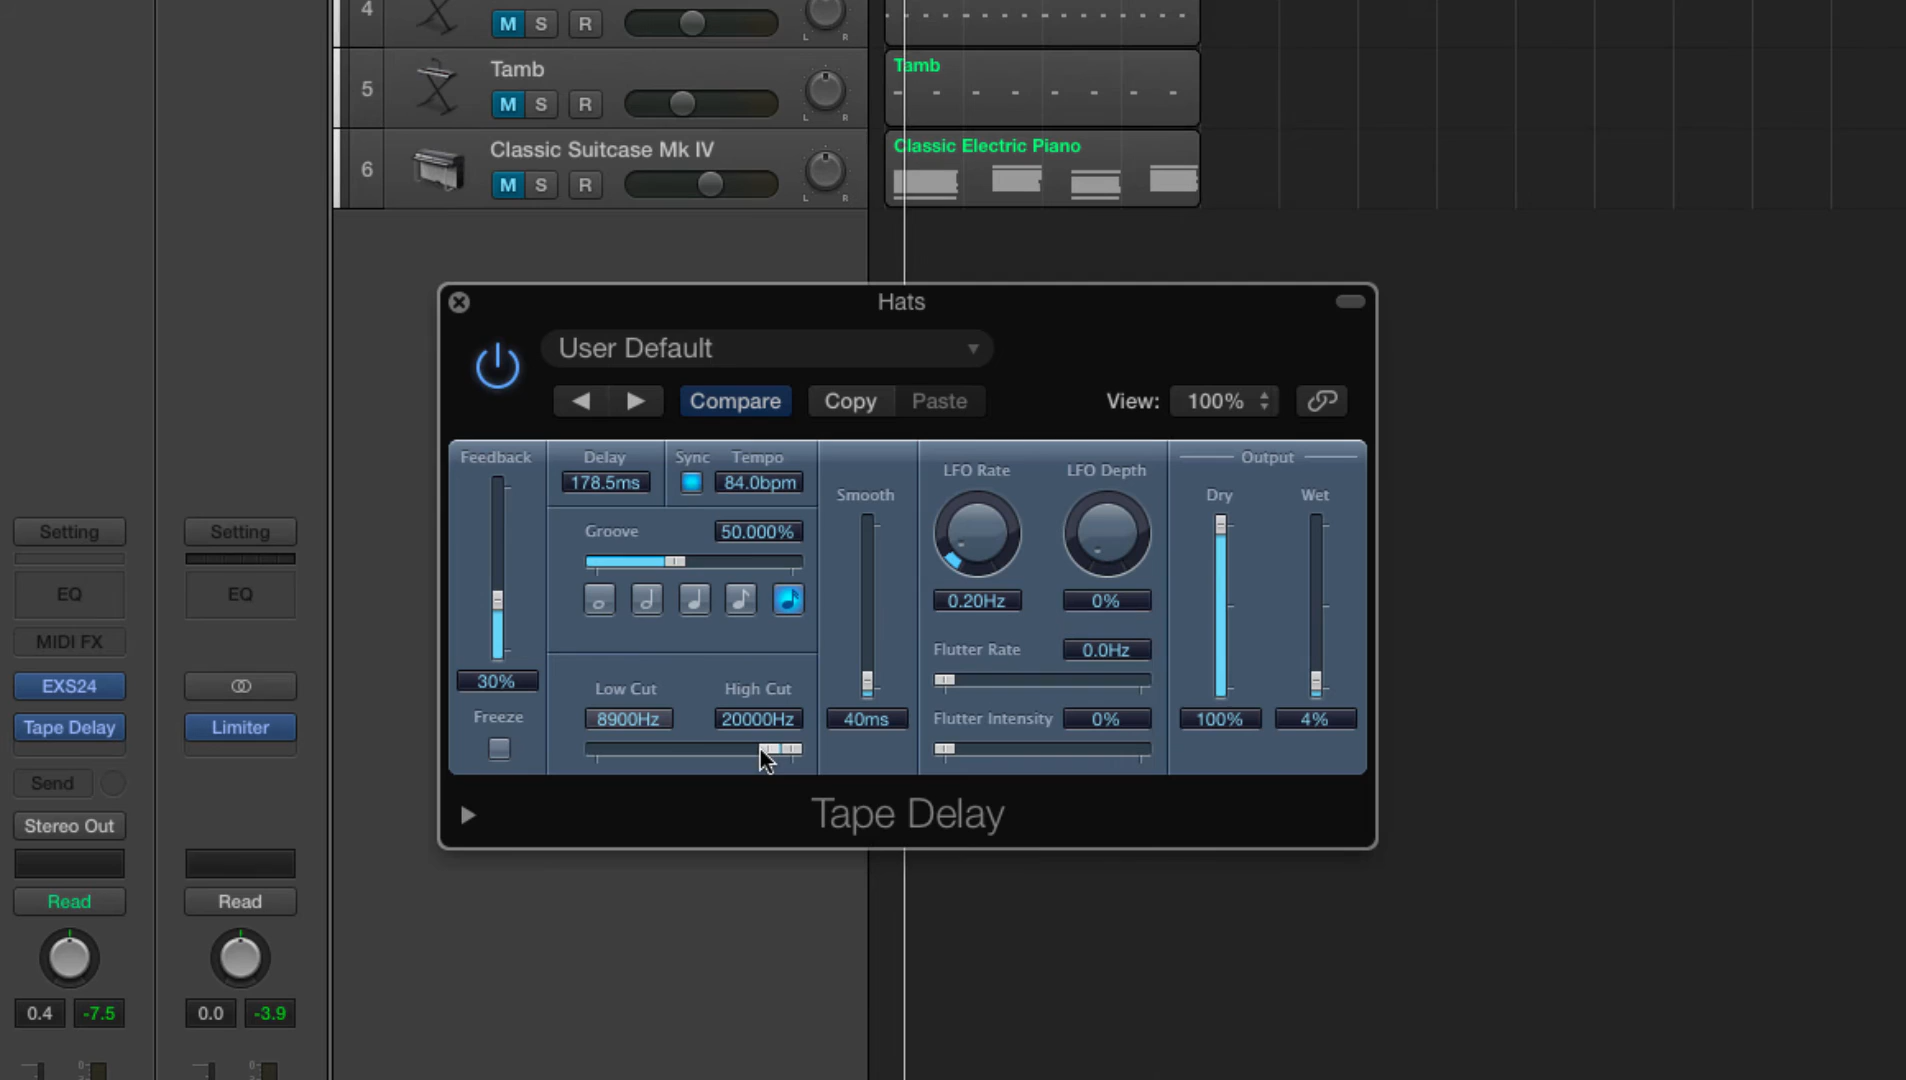 4
M S R
L R
5
Tamb
M S R
L R
Tamb
6
Classic Suitcase Mk IV
M S R
L R
Classic Electric Piano
Hats
User Default
Compare
Copy
Paste
View: 100%
Feedback
30%
Freeze
Delay
178.5ms
Sync
Tempo
84.0bpm
Groove
50.000%
Low Cut
8900Hz
High Cut
20000Hz
Smooth
40ms
LFO Rate
0.20Hz
LFO Depth
0%
Flutter Rate
0.0Hz
Flutter Intensity
0%
Output
Dry
100%
Wet
4%
Tape Delay
Setting
EQ
MIDI FX
EXS24
Tape Delay
Send
Stereo Out
Read
0.4
-7.5
0
Setting
EQ
Limiter
Read
0.0
-3.9
0